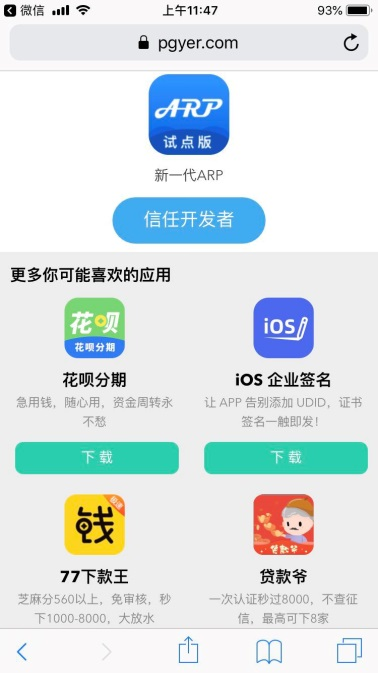 微信 上午11:47 93%
pgyer.com
ARP
试点版
新一代ARP
信任开发者
更多你可能喜欢的应用
花呗 iOS
花呗分期
花呗分期 iOS 企业签名
急用钱，随心用，资金周转永 让 APP 告别添加 UDID，证书
不愁 签名一触即发！
下载 下载
钱
贷款爷
77下款王 贷款爷
芝麻分560以上，免审核，秒 一次认证秒过8000，不查征
下1000-8000，大放水 信，最高可下8家